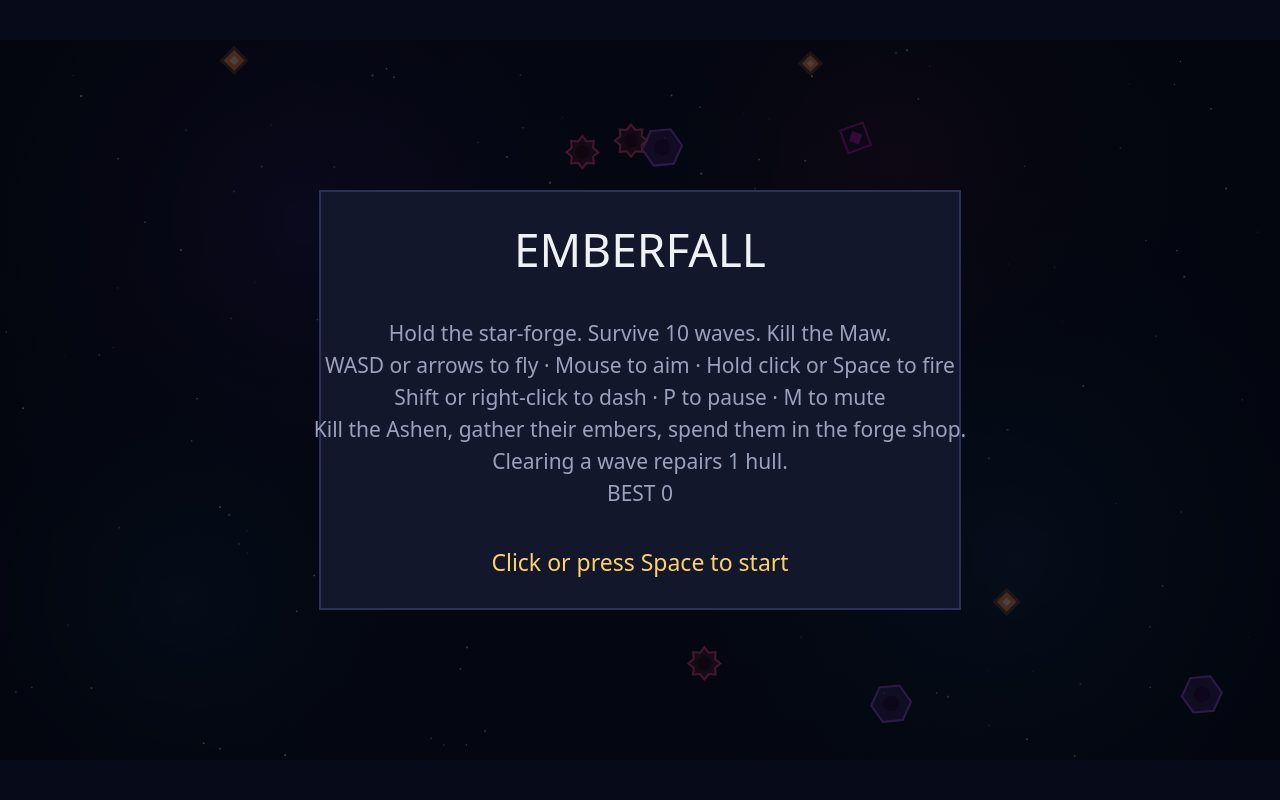 EMBERFALL
Hold the star-forge. Survive 10 waves. Kill the Maw.
WASD or arrows to fly · Mouse to aim · Hold click or Space to fire
Shift or right-click to dash · P to pause · M to mute
Kill the Ashen, gather their embers, spend them in the forge shop.
Clearing a wave repairs 1 hull.
BEST 0
Click or press Space to start